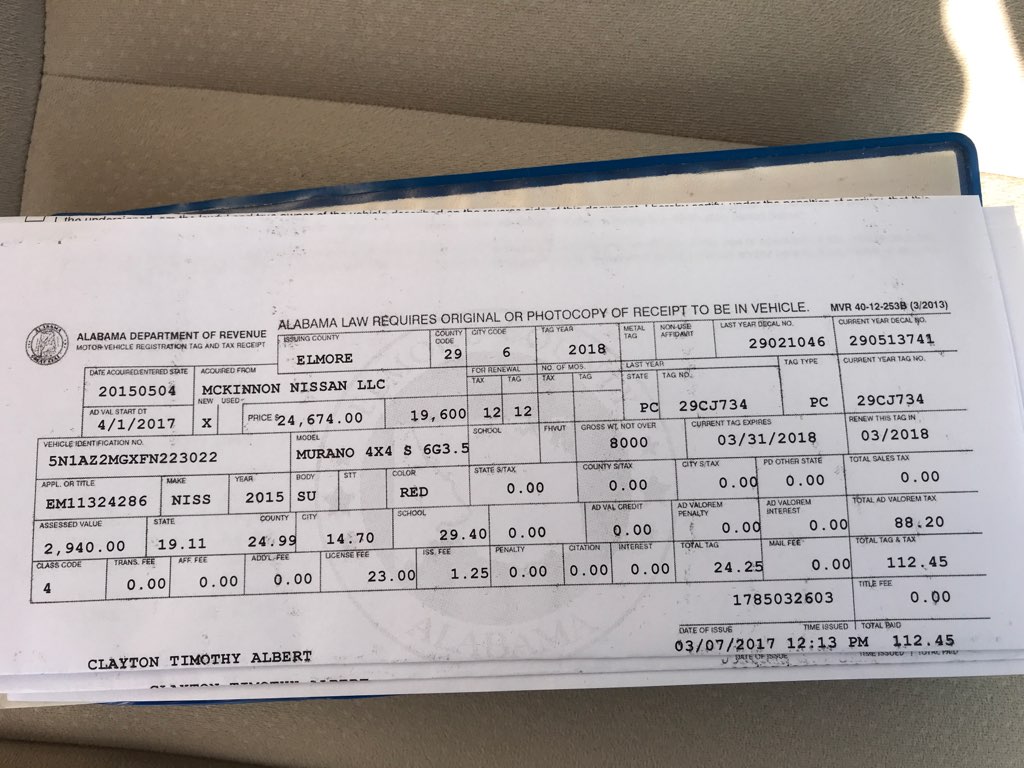 ALABAMA LAW REQUIRES ORIGINAL OR PHOTOCOPY OF RECEIPT TO BE IN VEHICLE. MVR 40-12-253B (3/2013)
ALABAMA DEPARTMENT OF REVENUE
MOTOR VEHICLE REGISTRATION TAG AND TAX RECEIPT
ISSUING COUNTY COUNTY CODE CITY CODE TAG YEAR METAL TAG NON-USE AFFIDAVIT LAST YEAR DECAL NO. CURRENT YEAR DECAL NO.
ELMORE 29 6 2018 29021046 290513741
DATE ACQUIRED/ENTERED STATE ACQUIRED FROM FOR RENEWAL TAX TAG NO. OF MOS. TAX TAG LAST YEAR STATE TAG NO. TAG TYPE CURRENT YEAR TAG NO.
20150504 MCKINNON NISSAN LLC 12 12 PC 29CJ734 PC 29CJ734
AD VAL START DT NEW USED PRICE $ SCHOOL FHVUT GROSS WT. NOT OVER CURRENT TAG EXPIRES RENEW THIS TAG IN
4/1/2017 X 24,674.00 19,600 8000 03/31/2018 03/2018
VEHICLE IDENTIFICATION NO. MODEL STATE S/TAX COUNTY S/TAX CITY S/TAX PD OTHER STATE TOTAL SALES TAX
5N1AZ2MGXFN223022 MURANO 4X4 S 6G3.5 0.00 0.00 0.00 0.00 0.00
APPL. OR TITLE MAKE YEAR BODY STT COLOR
EM11324286 NISS 2015 SU RED
ASSESSED VALUE STATE COUNTY CITY SCHOOL AD VAL CREDIT AD VALOREM PENALTY AD VALOREM INTEREST TOTAL AD VALOREM TAX
2,940.00 19.11 24.99 14.70 29.40 0.00 0.00 0.00 0.00 88.20
CLASS CODE TRANS. FEE AFF. FEE ADD'L. FEE LICENSE FEE ISS. FEE PENALTY CITATION INTEREST TOTAL TAG MAIL FEE TOTAL TAG & TAX
4 0.00 0.00 0.00 23.00 1.25 0.00 0.00 0.00 24.25 0.00 112.45
TITLE FEE
1785032603 0.00
DATE OF ISSUE TIME ISSUED TOTAL PAID
CLAYTON TIMOTHY ALBERT 03/07/2017 12:13 PM 112.45
DATE OF ISSUE